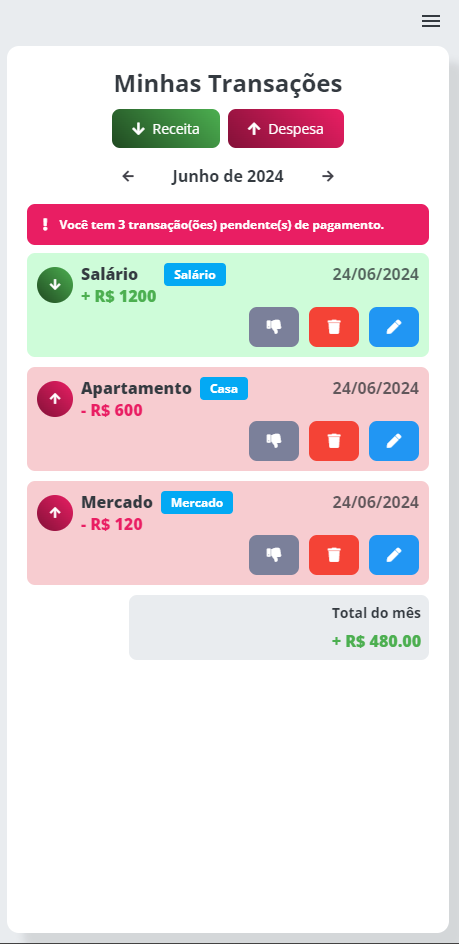 Minhas Transações
Receita Despesa
Junho de 2024
Você tem 3 transação(ões) pendente(s) de pagamento.
Salário Salário 24/06/2024
+ R$ 1200
Apartamento Casa 24/06/2024
- R$ 600
Mercado Mercado 24/06/2024
- R$ 120
Total do mês
+ R$ 480.00